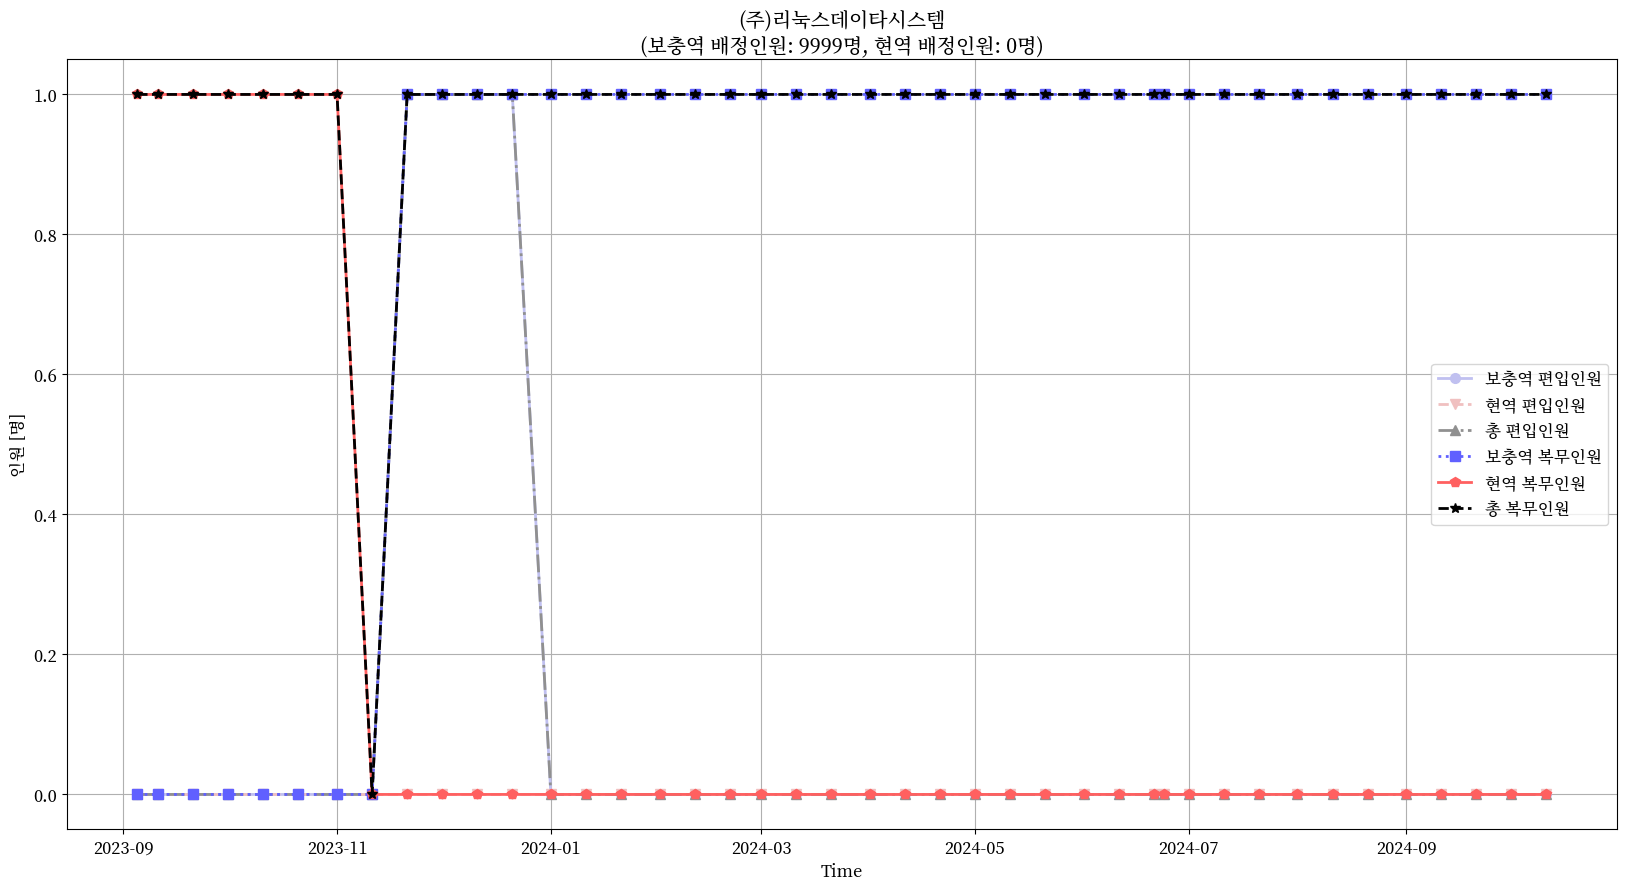 (주)리눅스데이타시스템
(보충역 배정인원: 9999명, 현역 배정인원: 0명)
1.0
0.8
0.6
0.4
0.2
0.0
인원 [명]
보충역 편입인원
현역 편입인원
총 편입인원
보충역 복무인원
현역 복무인원
총 복무인원
2023-09
2023-11
2024-01
2024-03
2024-05
2024-07
2024-09
Time